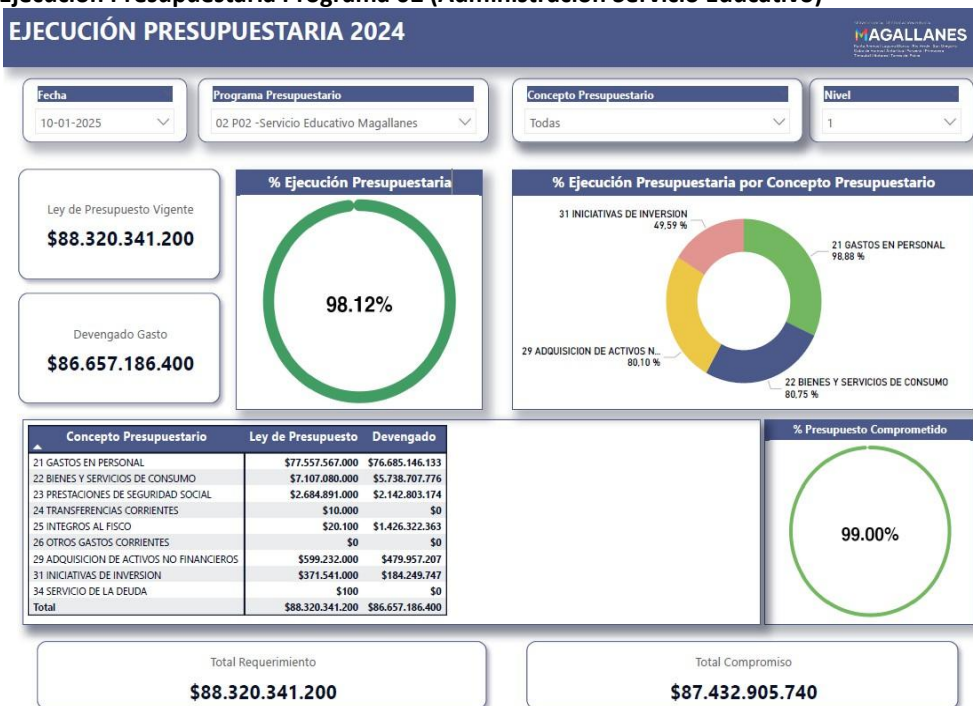 Ejecución Presupuestaria Programa 02 (Administración Servicio Educativo)
EJECUCIÓN PRESUPUESTARIA 2024
MAGALLANES
Fecha
10-01-2025
Programa Presupuestario
02 P02 -Servicio Educativo Magallanes
Concepto Presupuestario
Todas
Nivel
1
Ley de Presupuesto Vigente
$88.320.341.200
Devengado Gasto
$86.657.186.400
% Ejecución Presupuestaria
98.12%
% Ejecución Presupuestaria por Concepto Presupuestario
31 INICIATIVAS DE INVERSION
49,59 %
21 GASTOS EN PERSONAL
98,88 %
29 ADQUISICION DE ACTIVOS N...
80,10 %
22 BIENES Y SERVICIOS DE CONSUMO
80,75 %
Concepto Presupuestario Ley de Presupuesto Devengado
21 GASTOS EN PERSONAL $77.557.567.000 $76.685.146.133
22 BIENES Y SERVICIOS DE CONSUMO $7.107.080.000 $5.738.707.776
23 PRESTACIONES DE SEGURIDAD SOCIAL $2.684.891.000 $2.142.803.174
24 TRANSFERENCIAS CORRIENTES $10.000 $0
25 INTEGROS AL FISCO $20.100 $1.426.322.363
26 OTROS GASTOS CORRIENTES $0 $0
29 ADQUISICION DE ACTIVOS NO FINANCIEROS $599.232.000 $479.957.207
31 INICIATIVAS DE INVERSION $371.541.000 $184.249.747
34 SERVICIO DE LA DEUDA $100 $0
Total $88.320.341.200 $86.657.186.400
% Presupuesto Comprometido
99.00%
Total Requerimiento
$88.320.341.200
Total Compromiso
$87.432.905.740